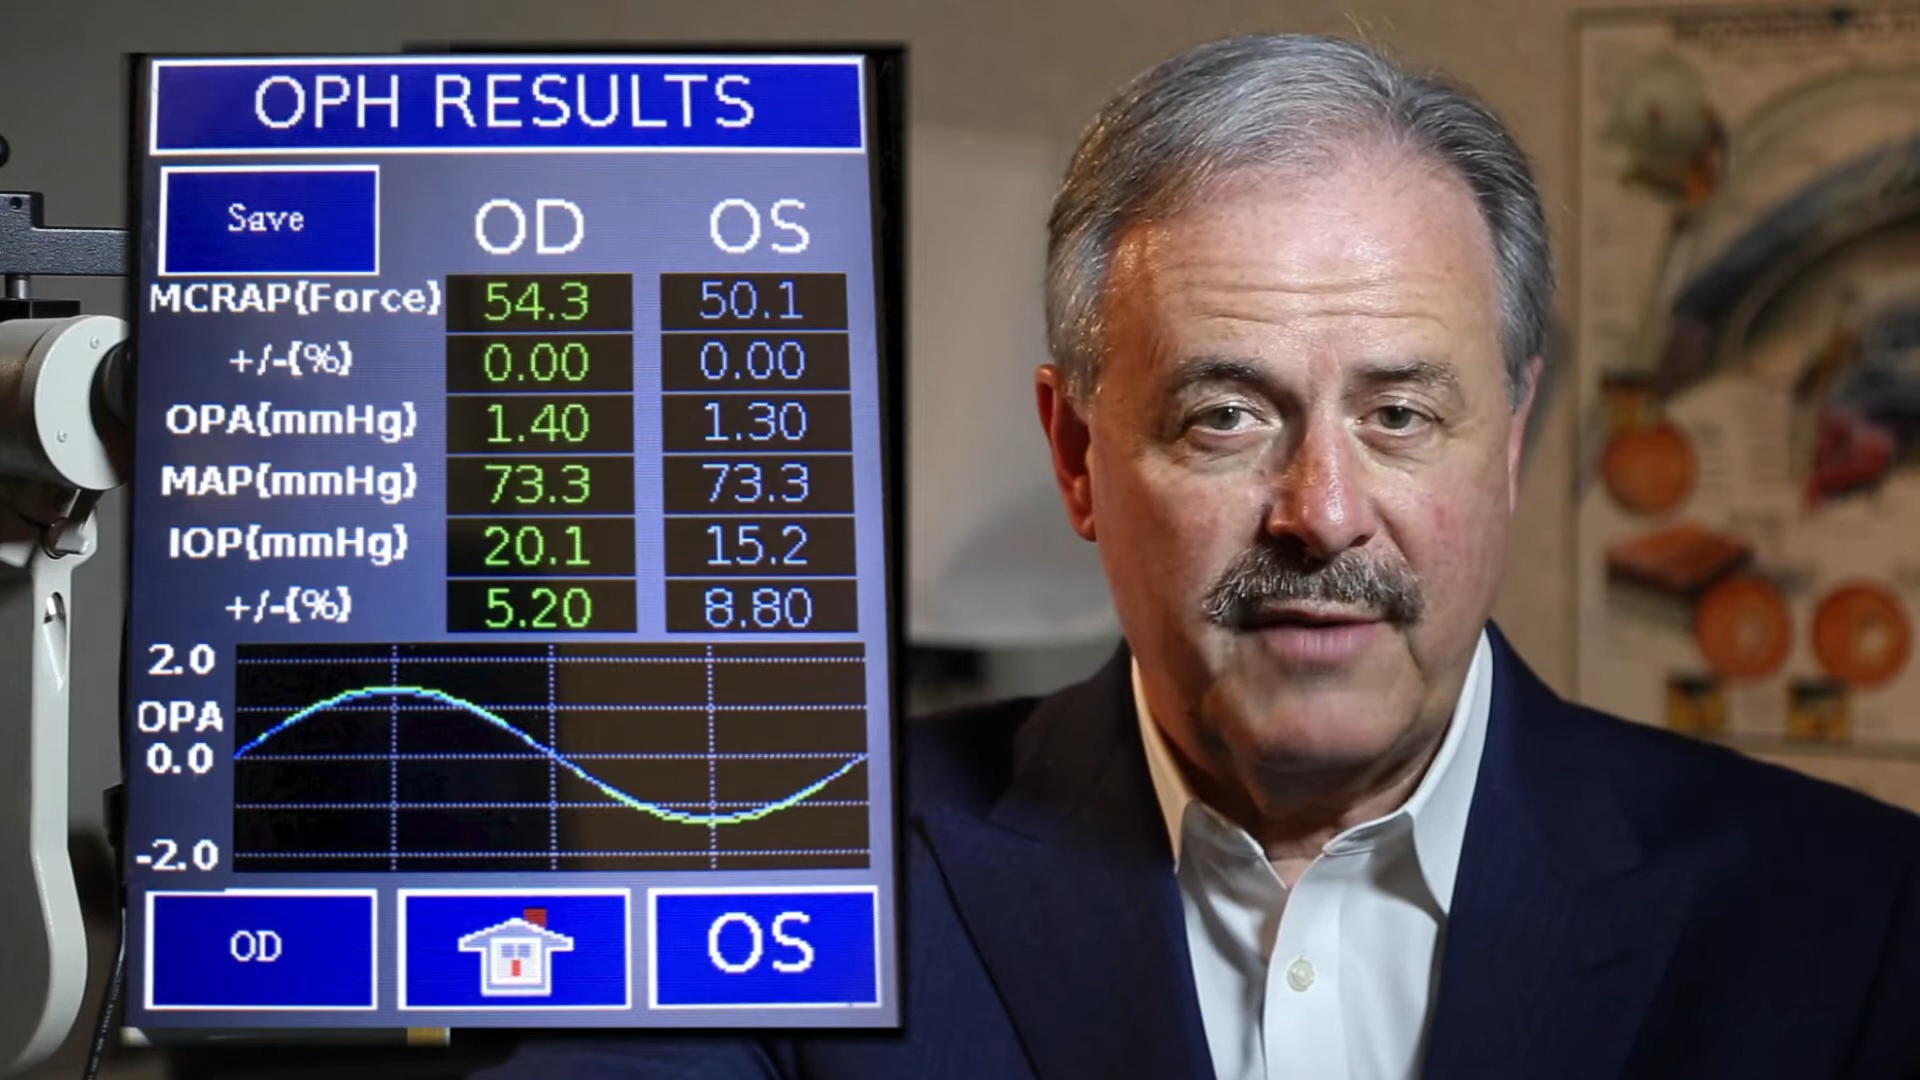 OPH RESULTS
Save OD OS
MCRAP{Force} 54.3 50.1
+/-{%} 0.00 0.00
OPA{mmHg} 1.40 1.30
MAP{mmHg} 73.3 73.3
IOP{mmHg} 20.1 15.2
+/-{%} 5.20 8.80
2.0
OPA
0.0
-2.0
OD OS